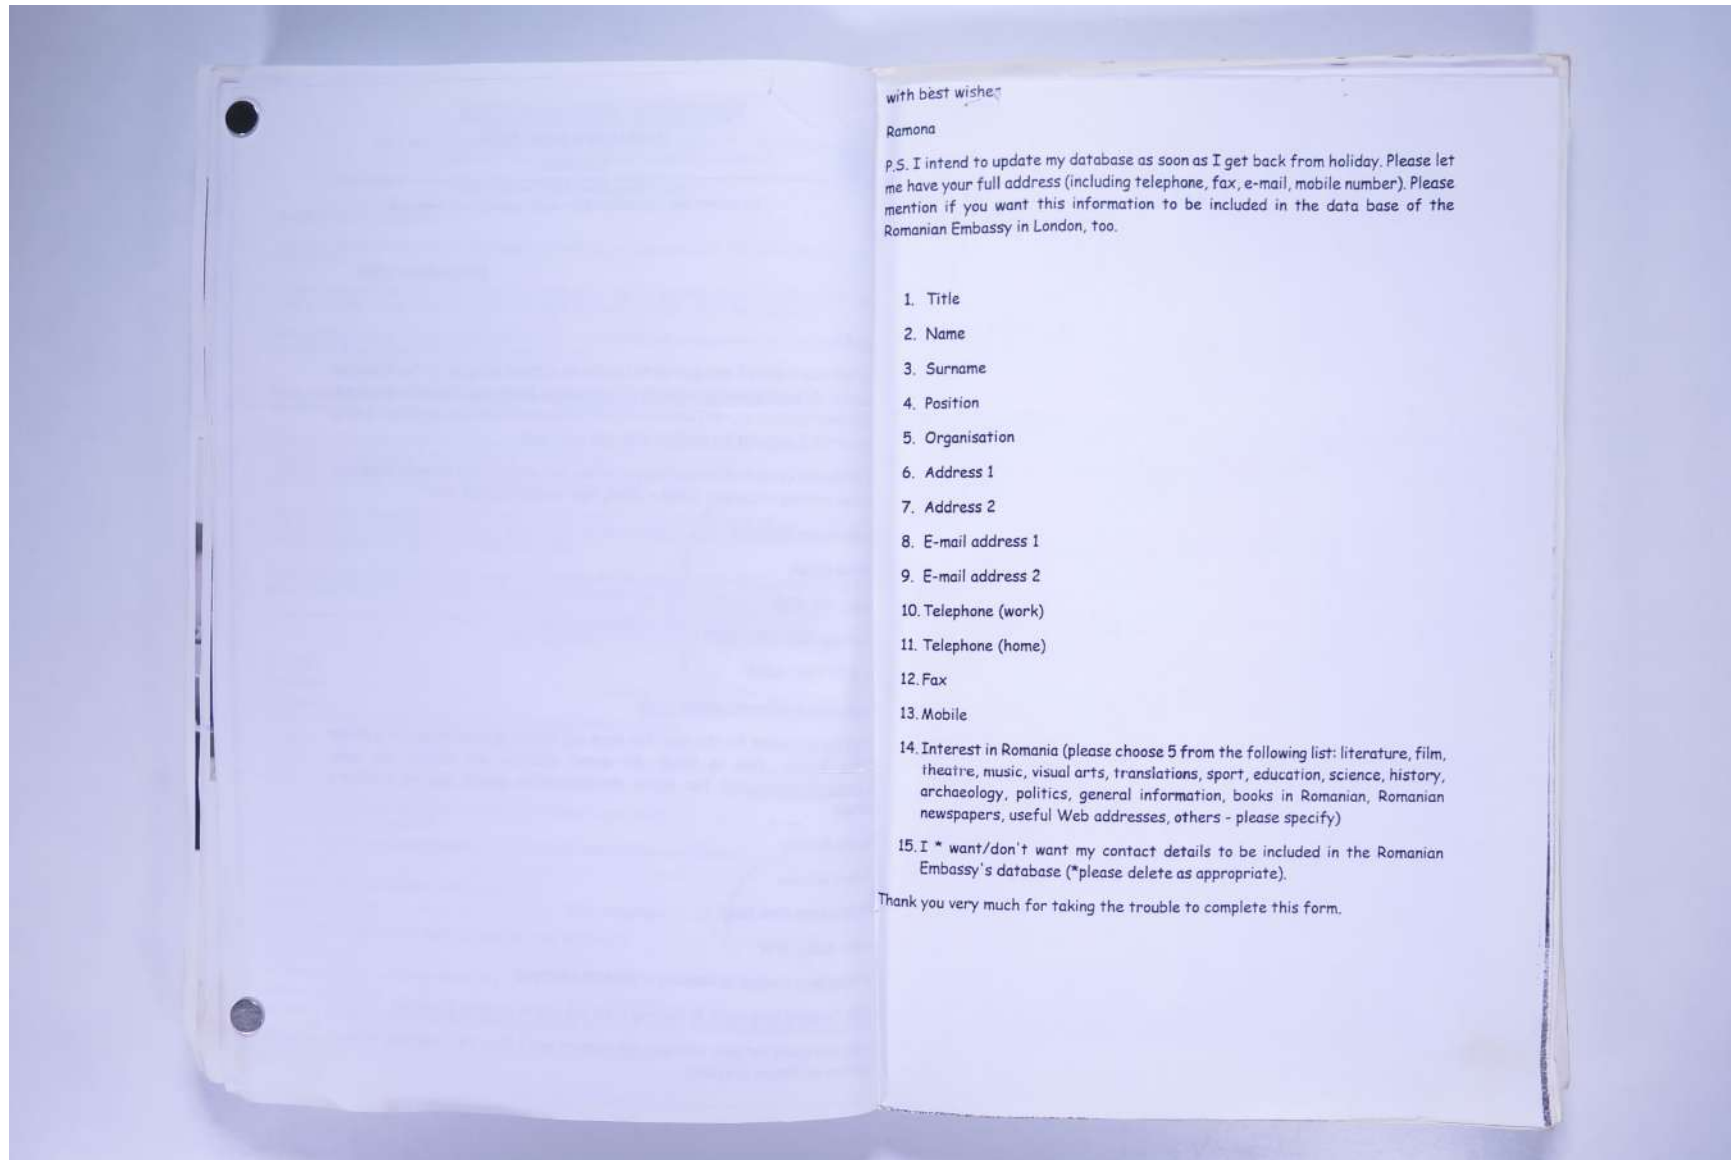 with best wishes
Ramona
P.S. I intend to update my database as soon as I get back from holiday. Please let
me have your full address (including telephone, fax, e-mail, mobile number). Please
mention if you want this information to be included in the data base of the
Romanian Embassy in London, too.
1. Title
2. Name
3. Surname
4. Position
5. Organisation
6. Address 1
7. Address 2
8. E-mail address 1
9. E-mail address 2
10. Telephone (work)
11. Telephone (home)
12. Fax
13. Mobile
14. Interest in Romania (please choose 5 from the following list: literature, film,
theatre, music, visual arts, translations, sport, education, science, history,
archaeology, politics, general information, books in Romanian, Romanian
newspapers, useful Web addresses, others - please specify)
15. I * want/don't want my contact details to be included in the Romanian
Embassy's database (*please delete as appropriate).
Thank you very much for taking the trouble to complete this form.